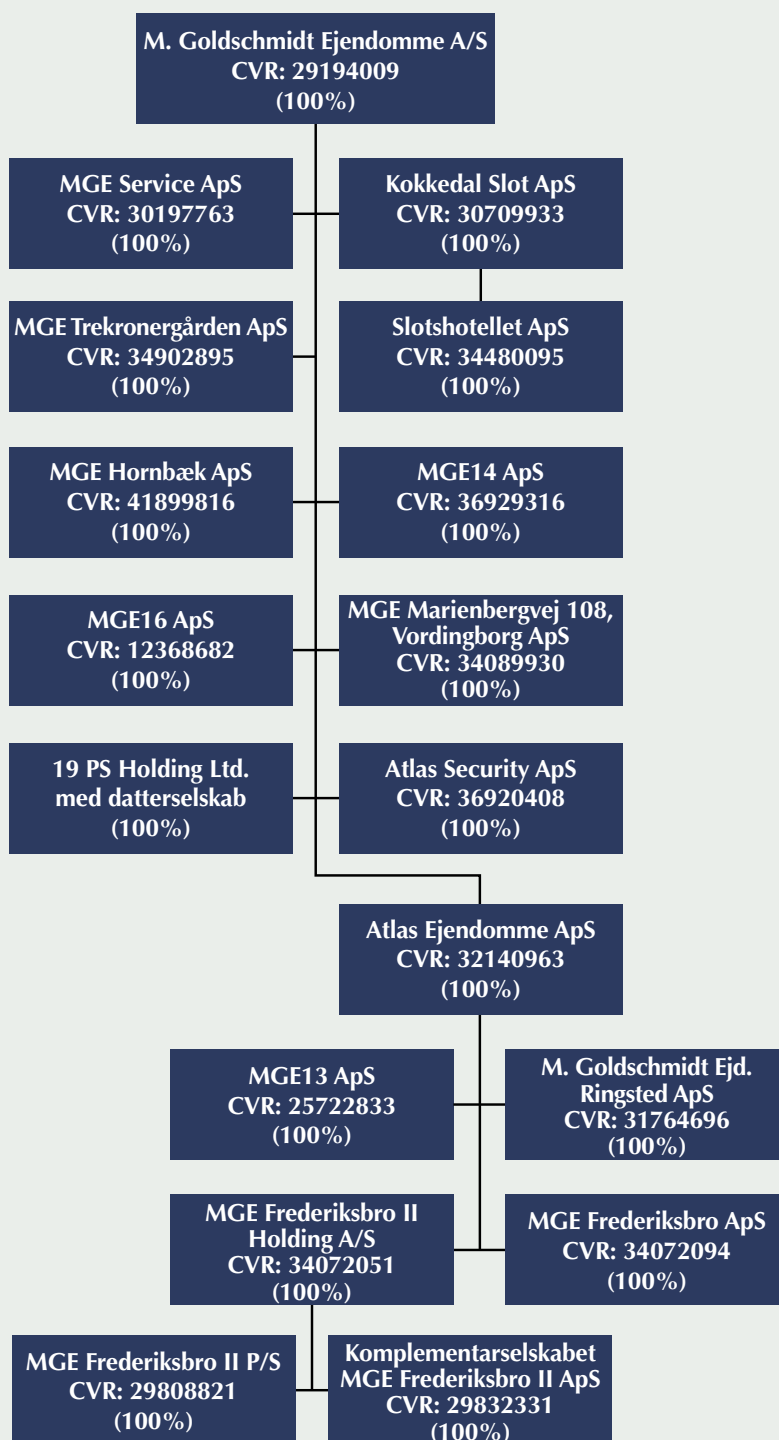 M. Goldschmidt Ejendomme A/S
CVR: 29194009
(100%)
MGE Service ApS
CVR: 30197763
(100%)
Kokkedal Slot ApS
CVR: 30709933
(100%)
MGE Trekronergården ApS
CVR: 34902895
(100%)
Slotshotellet ApS
CVR: 34480095
(100%)
MGE Hornbæk ApS
CVR: 41899816
(100%)
MGE14 ApS
CVR: 36929316
(100%)
MGE16 ApS
CVR: 12368682
(100%)
MGE Marienbergvej 108,
Vordingborg ApS
CVR: 34089930
(100%)
19 PS Holding Ltd.
med datterselskab
(100%)
Atlas Security ApS
CVR: 36920408
(100%)
Atlas Ejendomme ApS
CVR: 32140963
(100%)
MGE13 ApS
CVR: 25722833
(100%)
M. Goldschmidt Ejd.
Ringsted ApS
CVR: 31764696
(100%)
MGE Frederiksbro II
Holding A/S
CVR: 34072051
(100%)
MGE Frederiksbro ApS
CVR: 34072094
(100%)
MGE Frederiksbro II P/S
CVR: 29808821
(100%)
Komplementarselskabet
MGE Frederiksbro II ApS
CVR: 29832331
(100%)